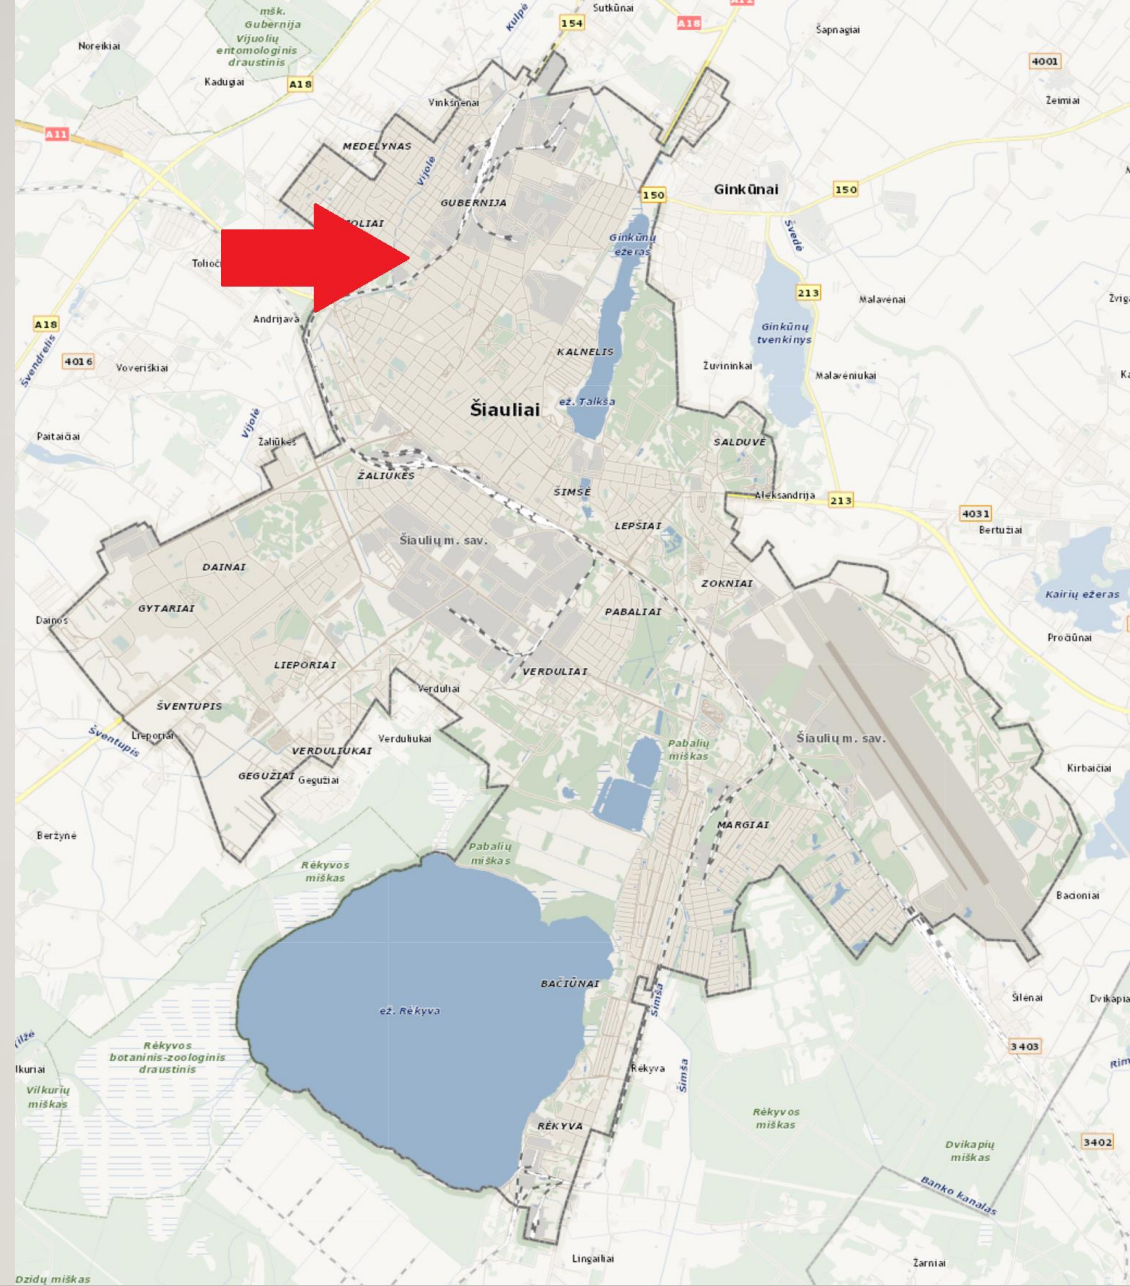 Kulpė
Sutkūnai
A18
154
mšk.
Gubernija
Vijuolių
entomologinis
draustinis
Noreikiai
Šapnagiai
4001
Kadugiai
A18
Žeimiai
Vinkšnėnai
A11
MEDELYNAS
Vijolė
Ginkūnai
150
150
GUBERNIJA
Švedė
Ginkūnų
ežeras
213
Malavėnai
Andrijava
A18
Švendrelis
4016
Voveriškiai
Ginkūnų
tvenkinys
KALNELIS
Žuvininkai
Malavėniukai
ež. Talkša
Šiauliai
Vijolė
Paitaičiai
Žaliūkės
SALDUVĖ
ŽALIŪKĖS
ŠIMŠĖ
Aleksandrija
213
4031
LEPŠIAI
Bertužiai
Šiaulių m. sav.
DAINAI
ZOKNIAI
Kairių ežeras
GYTARIAI
PABALIAI
Dainos
Pročiūnai
LIEPORIAI
VERDULIAI
Verduliai
ŠVENTUPIS
Šventupis
Lieporiai
Verduliukai
Šiaulių m. sav.
VERDULIUKAI
Pabalių
miškas
GEGUŽIAI
Gegužiai
Kirbaičiai
Beržynė
MARGIAI
Pabalių
miškas
Rėkyvos
miškas
Bačioniai
BAČIŪNAI
ež. Rėkyva
Šimša
Šilėnai
3403
Rėkyvos
botaninis-zoologinis
draustinis
Rėkyva
Šimša
Vilkurių
miškas
Rėkyvos
miškas
RĖKYVA
Dvikapių
miškas
3402
Banko kanalas
Lingailiai
Žarniai
Dzidų miškas